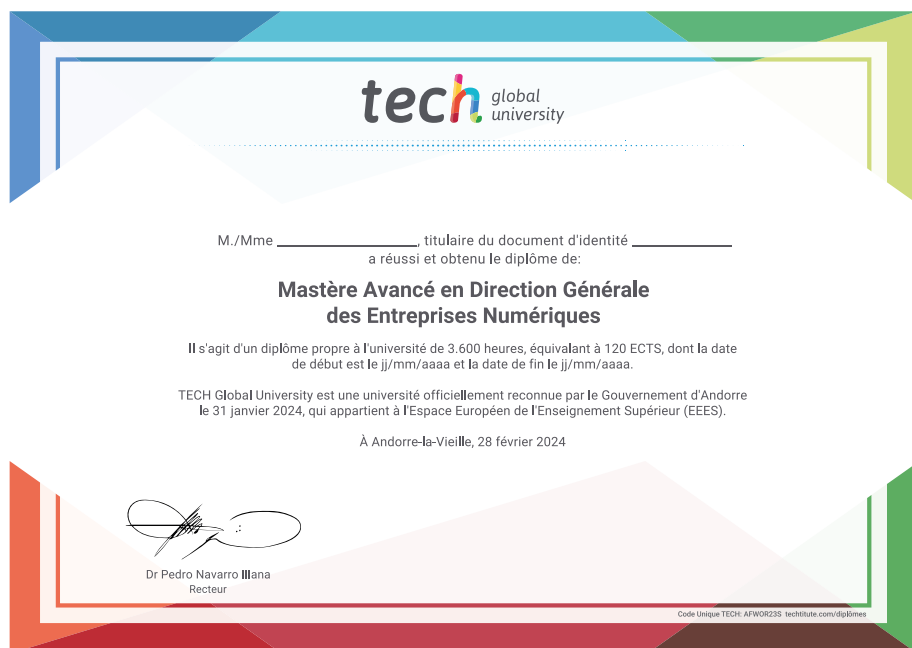 tech global
university
M./Mme ____________________, titulaire du document d'identité ______________
a réussi et obtenu le diplôme de:
Mastère Avancé en Direction Générale
des Entreprises Numériques
Il s'agit d'un diplôme propre à l'université de 3.600 heures, équivalant à 120 ECTS, dont la date
de début est le jj/mm/aaaa et la date de fin le jj/mm/aaaa.
TECH Global University est une université officiellement reconnue par le Gouvernement d'Andorre
le 31 janvier 2024, qui appartient à l'Espace Européen de l'Enseignement Supérieur (EEES).
À Andorre-la-Vieille, 28 février 2024
Dr Pedro Navarro Illana
Recteur
Code Unique TECH: AFWOR23S techtitute.com/diplômes